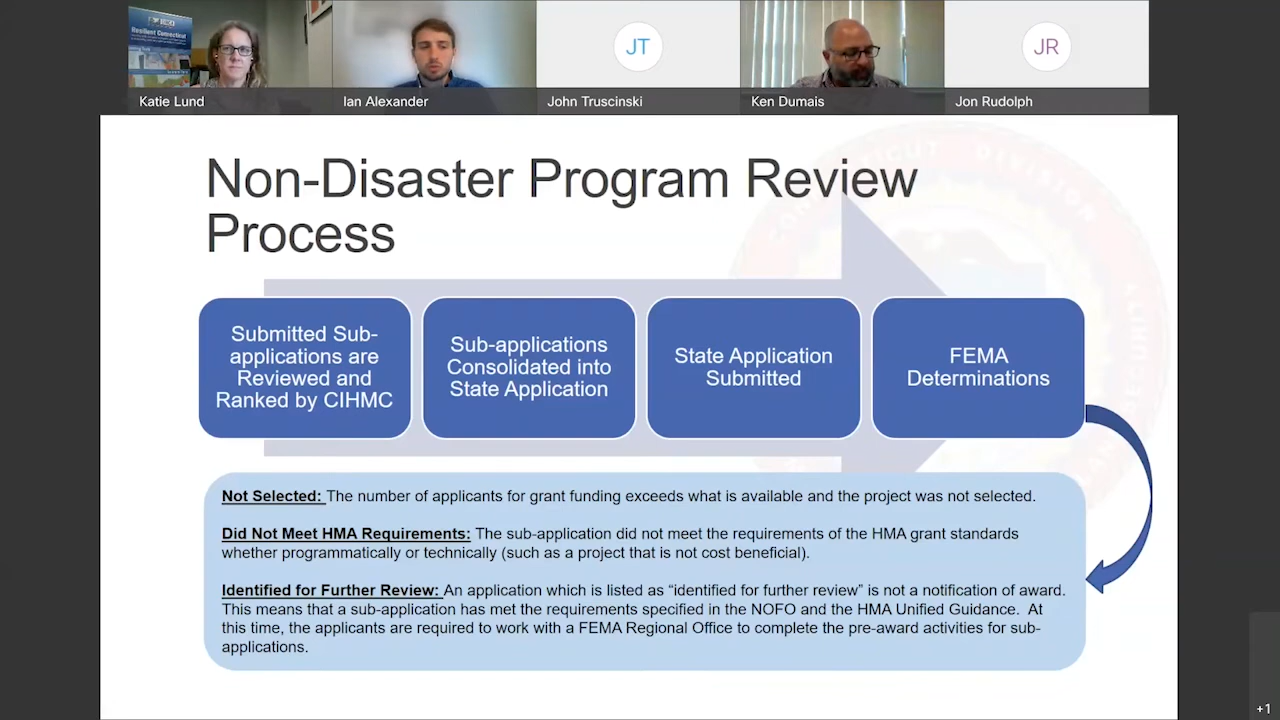 Resilient Connecticut
JT
JR
Katie Lund
Ian Alexander
John Truscinski
Ken Dumais
Jon Rudolph
Non-Disaster Program Review
Process
Submitted Sub-
applications are
Reviewed and
Ranked by CIHMC
Sub-applications
Consolidated into
State Application
State Application
Submitted
FEMA
Determinations
Not Selected: The number of applicants for grant funding exceeds what is available and the project was not selected.
Did Not Meet HMA Requirements: The sub-application did not meet the requirements of the HMA grant standards
whether programmatically or technically (such as a project that is not cost beneficial).
Identified for Further Review: An application which is listed as “identified for further review” is not a notification of award.
This means that a sub-application has met the requirements specified in the NOFO and the HMA Unified Guidance. At
this time, the applicants are required to work with a FEMA Regional Office to complete the pre-award activities for sub-
applications.
+1